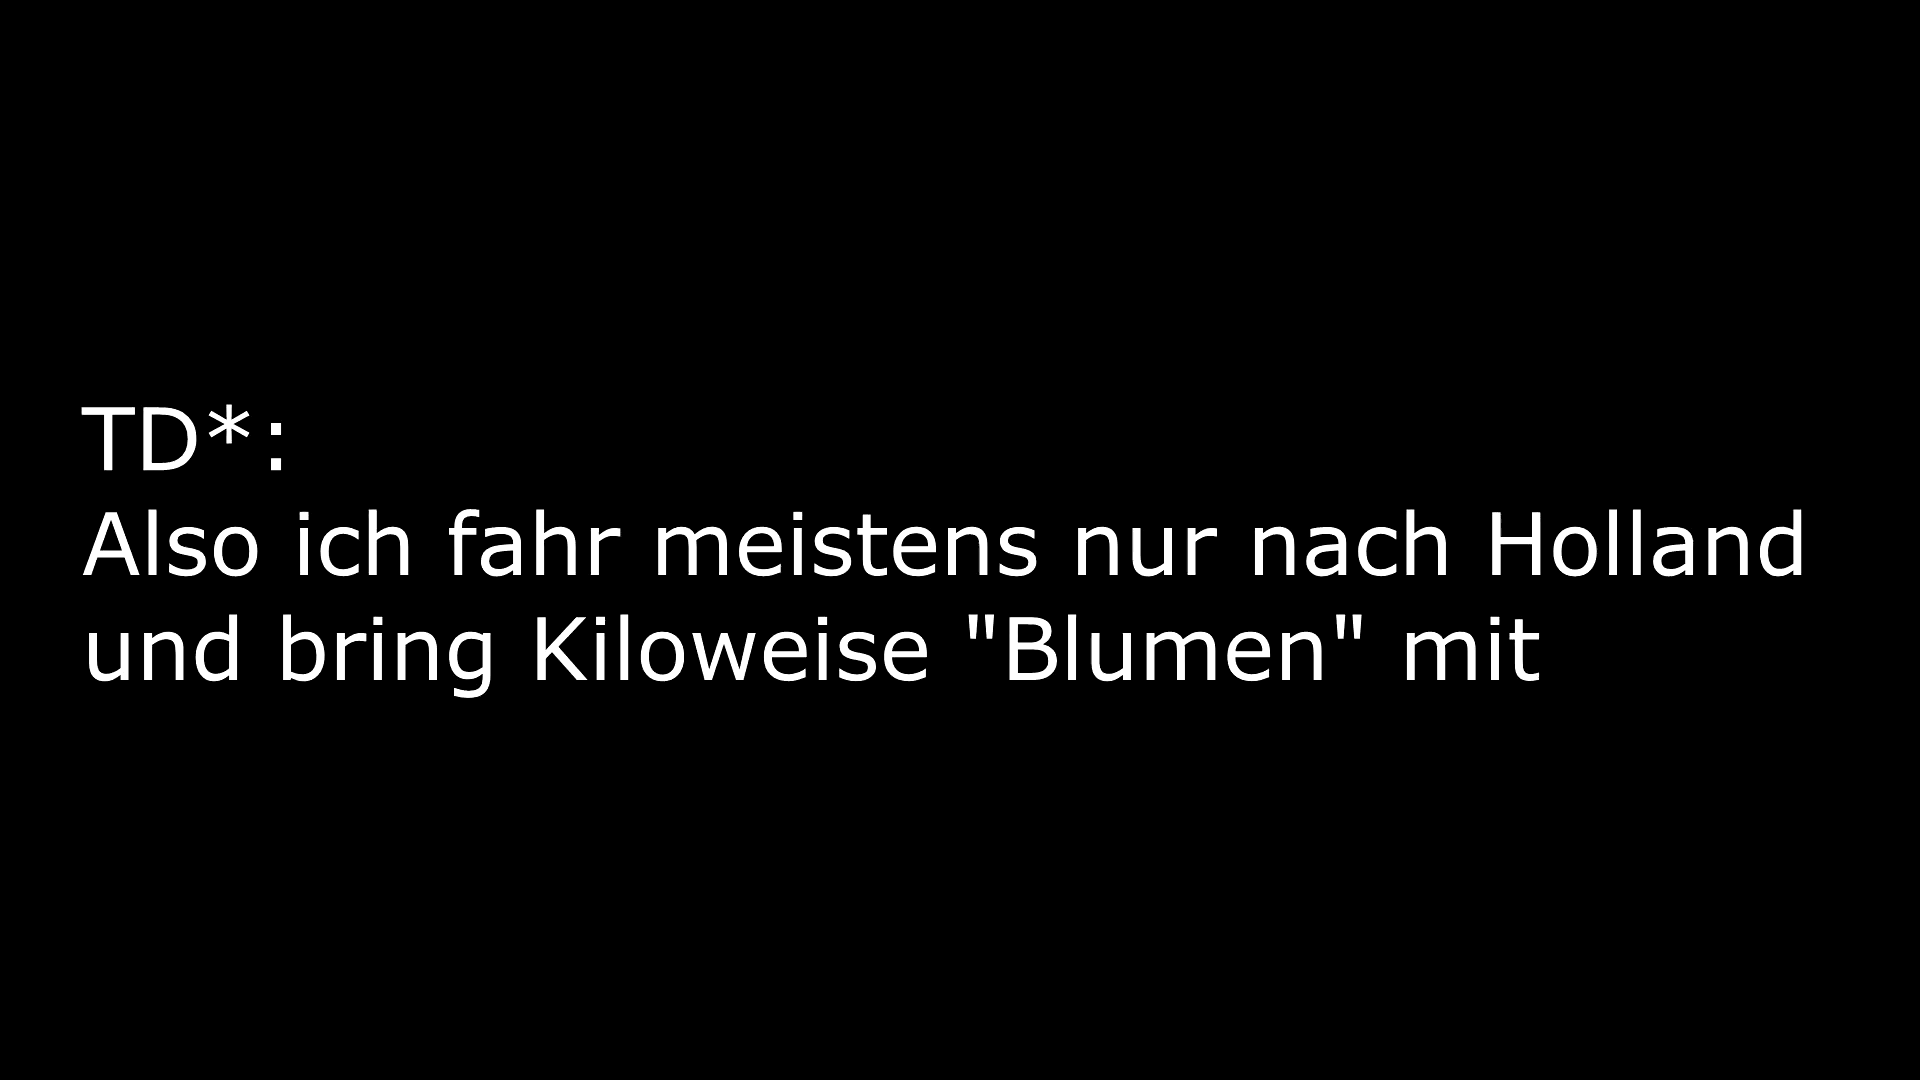 TD*:
Also ich fahr meistens nur nach Holland
und bring Kiloweise "Blumen" mit